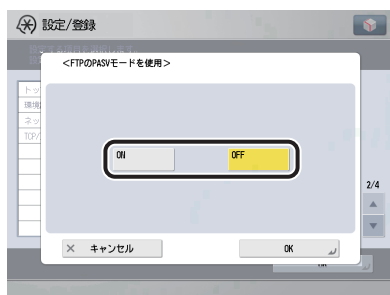 設定/登録
<FTPのPASVモードを使用>
トッ
環境
ネッ
TCP/
ON
OFF
2/4
× キャンセル
OK